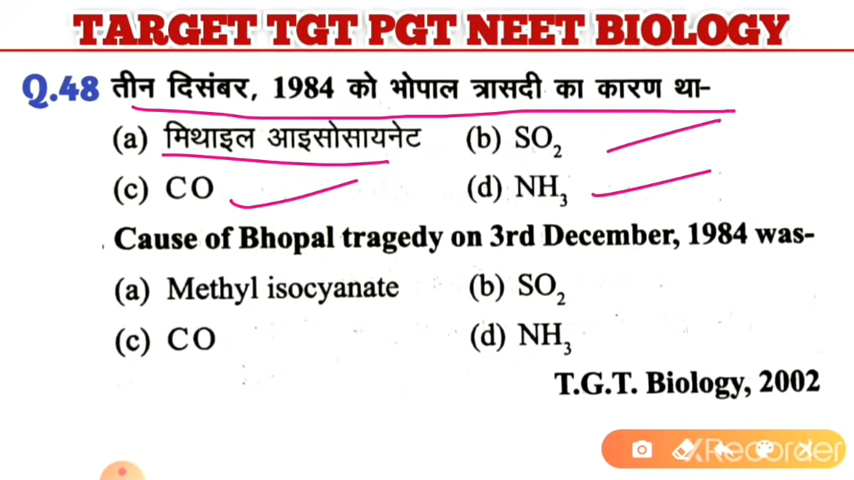 TARGET TGT PGT NEET BIOLOGY
Q.48 तीन दिसंबर, 1984 को भोपाल त्रासदी का कारण था-
(a) मिथाइल आइसोसायनेट (b) SO₂
(c) CO (d) NH₃
Cause of Bhopal tragedy on 3rd December, 1984 was-
(a) Methyl isocyanate (b) SO₂
(c) CO (d) NH₃
T.G.T. Biology, 2002
XRecorder